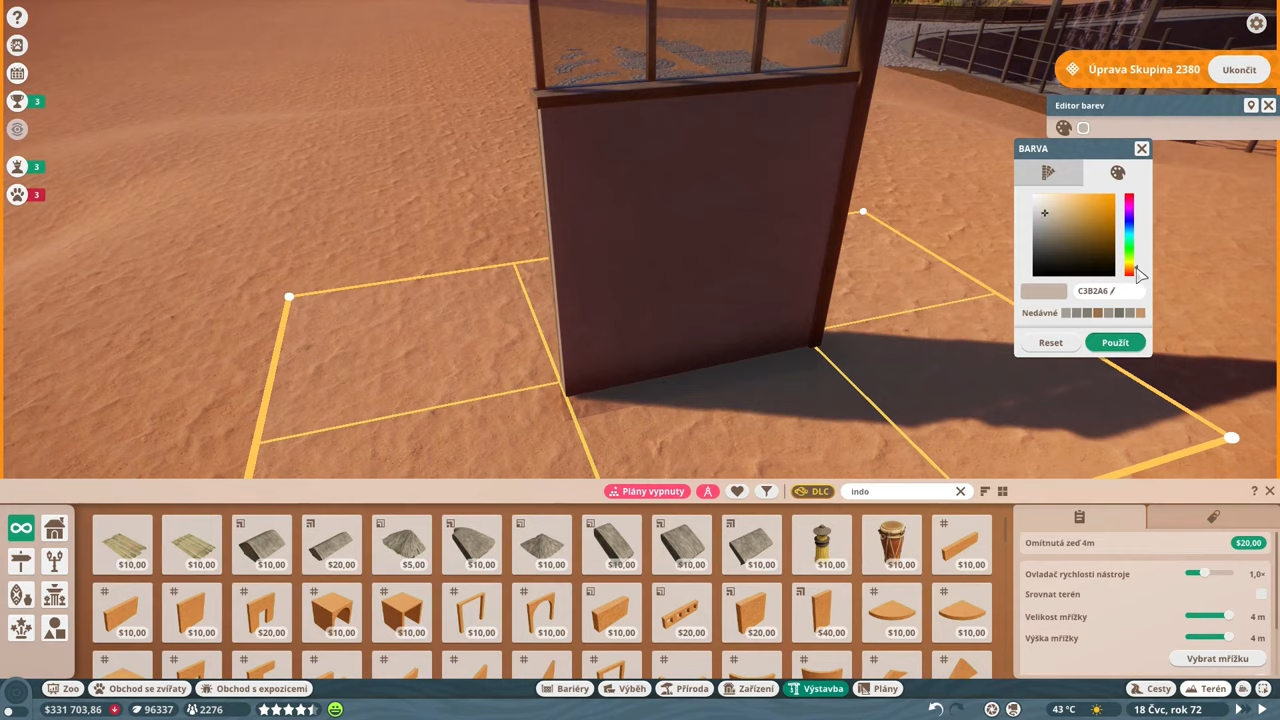 ?
Úprava Skupina 2380 Ukončit
3
3
3
Editor barev
BARVA
C3B2A6
Nedávné
Reset Použít
Plány vypnuty DLC indo ? ×
$10,00 $10,00 $10,00 $20,00 $5,00 $10,00 $10,00 $10,00 $10,00 $10,00 $10,00 $10,00 $10,00
$10,00 $10,00 $20,00 $10,00 $10,00 $10,00 $10,00 $10,00 $20,00 $10,00 $40,00 $10,00 $10,00
Omítnutá zeď 4m $20,00
Ovladač rychlosti nástroje 1,0×
Srovnat terén
Velikost mřížky 4 m
Výška mřížky 4 m
Vybrat mřížku
Zoo Obchod se zvířaty Obchod s expozicemi Bariéry Výběh Příroda Zařízení Výstavba Plány Cesty Terén
$331 703,86 96337 2276 43 °C 18 Čvc, rok 72